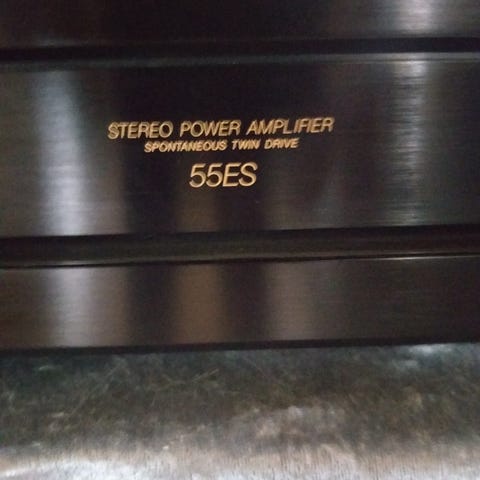 STEREO POWER AMPLIFIER
SPONTANEOUS TWIN DRIVE
55ES